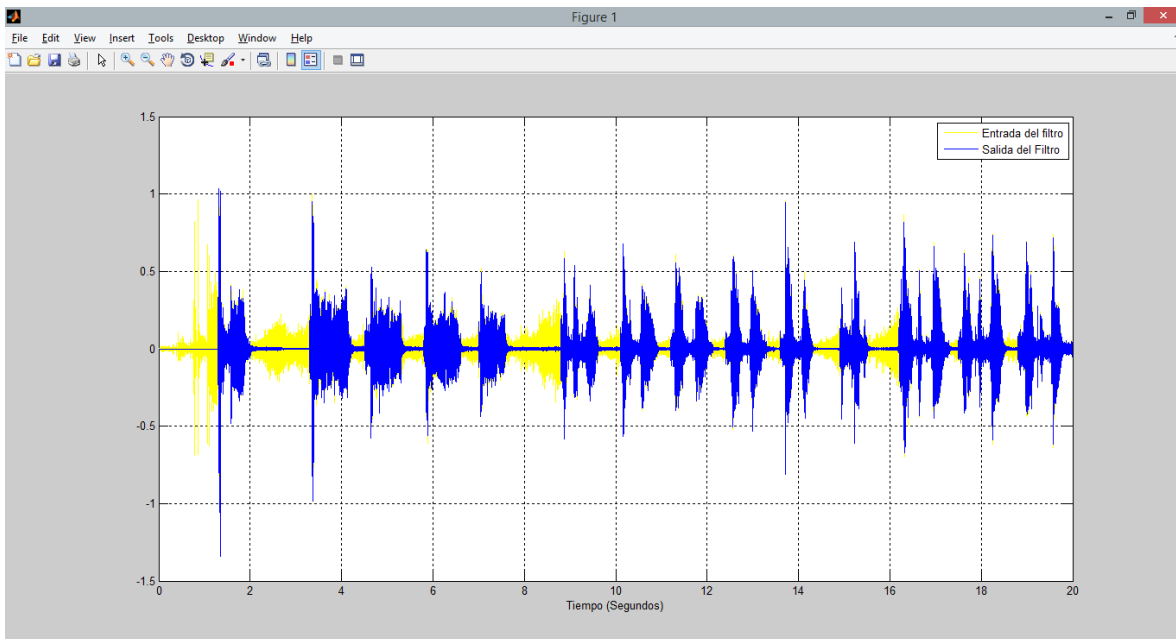 Figure 1
File Edit View Insert Tools Desktop Window Help
1.5
1
0.5
0
-0.5
-1
-1.5
Entrada del filtro
Salida del Filtro
0 2 4 6 8 10 12 14 16 18 20
Tiempo (Segundos)